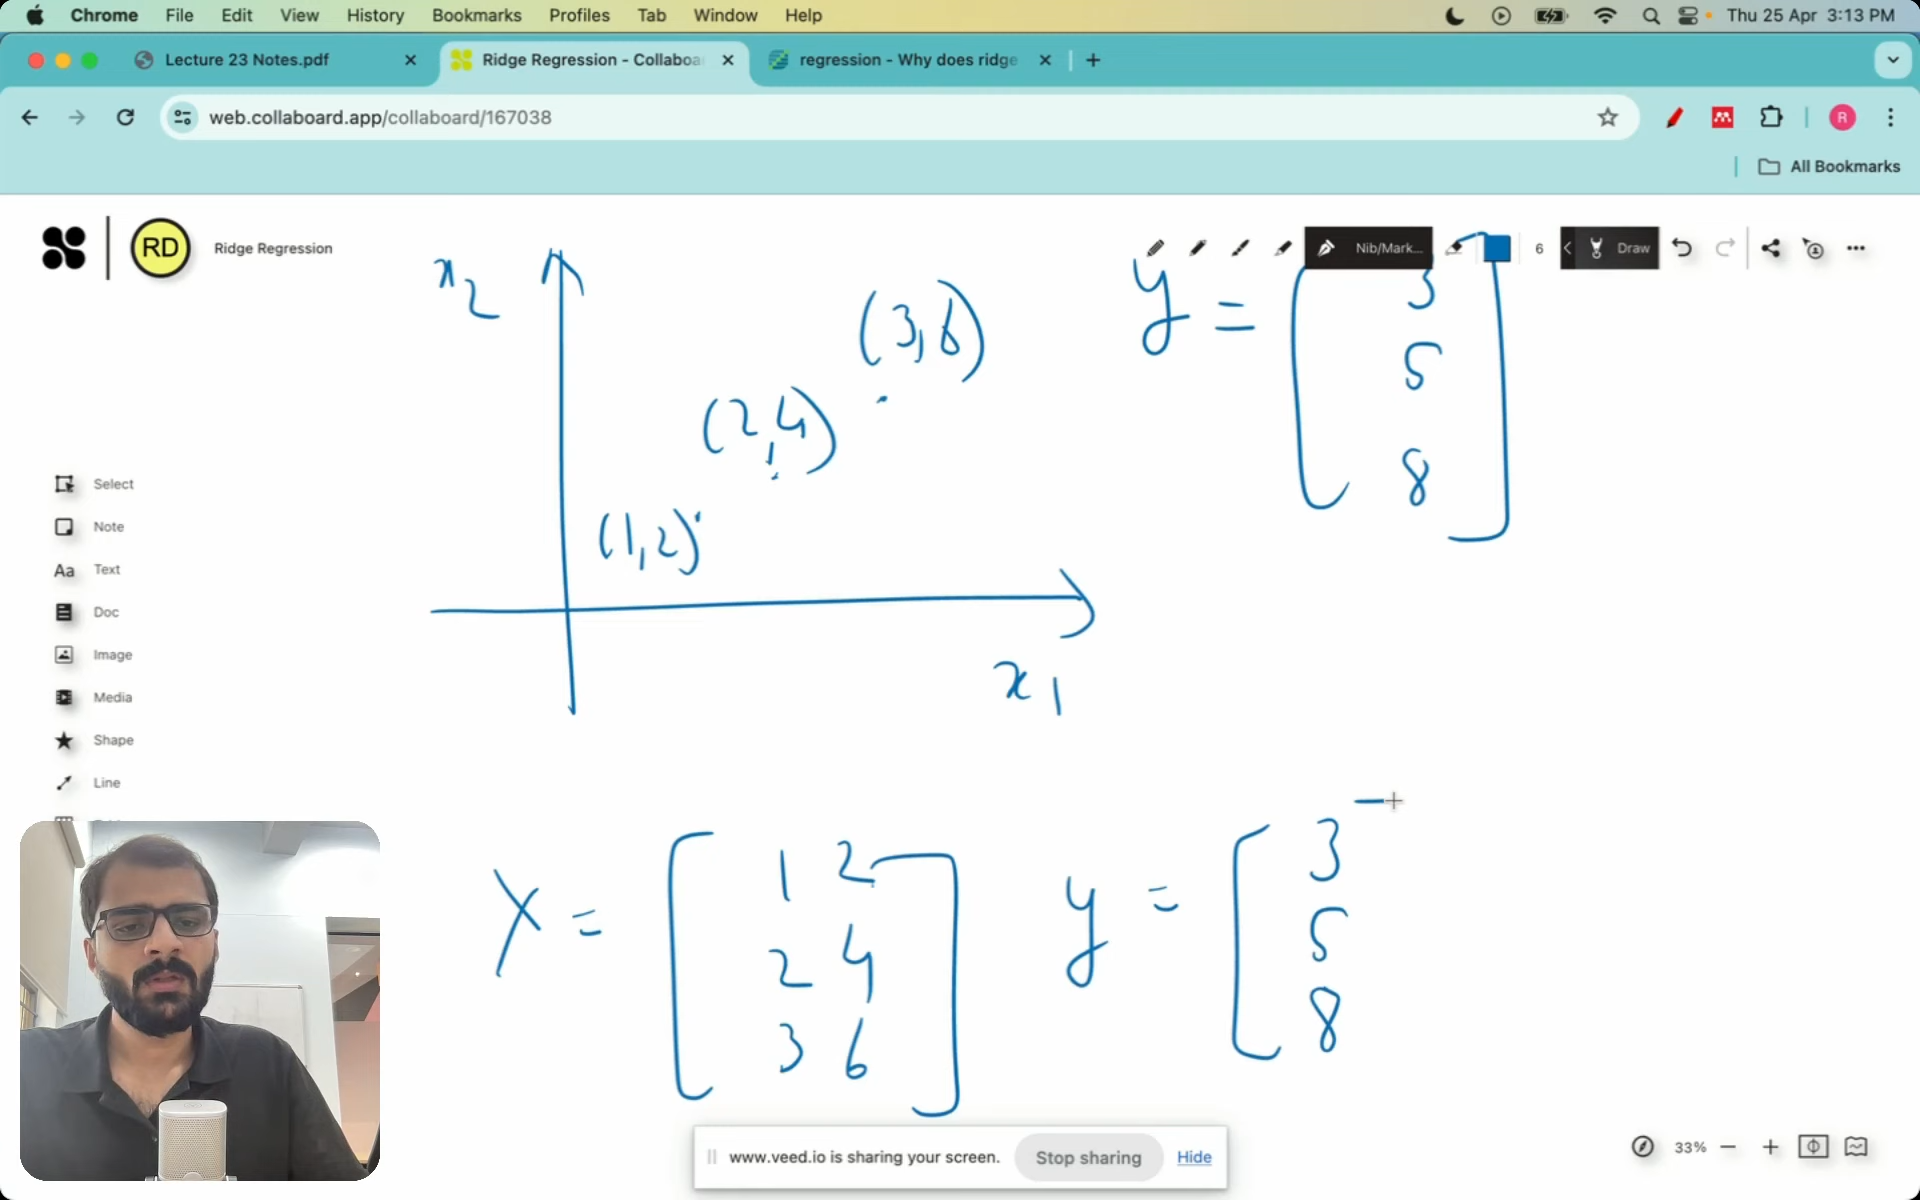 Chrome File Edit View History Bookmarks Profiles Tab Window Help Thu 25 Apr 3:13 PM
Lecture 23 Notes.pdf Ridge Regression - Collaboa regression - Why does ridge
web.collaboard.app/collaboard/167038 R
All Bookmarks
RD Ridge Regression Nib/Mark... 6 Draw
x2
(3,6)
y = 3
5
8
(2,4)
(1,2)
x1
Select
Note
Aa Text
Doc
Image
Media
Shape
Line
X = 1 2
2 4
3 6
y = 3
5
8
www.veed.io is sharing your screen. Stop sharing Hide
33%